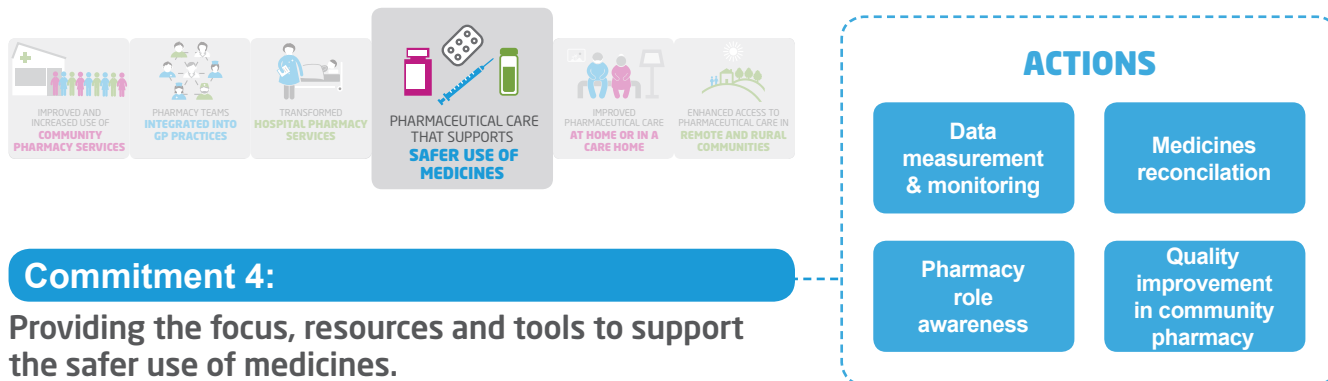 IMPROVED AND
INCREASED USE OF
COMMUNITY
PHARMACY SERVICES
PHARMACY TEAMS
INTEGRATED INTO
GP PRACTICES
TRANSFORMED
HOSPITAL PHARMACY
SERVICES
PHARMACEUTICAL CARE
THAT SUPPORTS
SAFER USE OF
MEDICINES
IMPROVED
PHARMACEUTICAL CARE
AT HOME OR IN A
CARE HOME
ENHANCED ACCESS TO
PHARMACEUTICAL CARE IN
REMOTE AND RURAL
COMMUNITIES
Commitment 4:
Providing the focus, resources and tools to support
the safer use of medicines.
ACTIONS
Data
measurement
& monitoring
Medicines
reconcilation
Pharmacy
role
awareness
Quality
improvement
in community
pharmacy